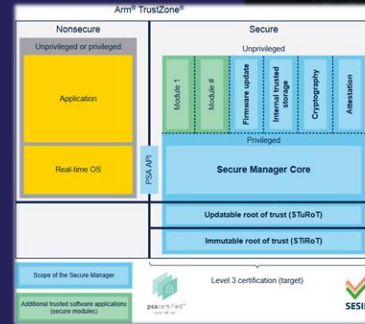 Arm® TrustZone®
Nonsecure
Secure
Unprivileged or privileged
Unprivileged
Application
Real-time OS
PSA API
Module 1
Module #
Firmware update
Internal trusted
storage
Cryptography
Attestation
Privileged
Secure Manager Core
Updatable root of trust (STuRoT)
Immutable root of trust (STiRoT)
Scope of the Secure Manager
Additional trusted software applications
(secure modules)
psacertified™
Level 3 certification (target)
SESIP